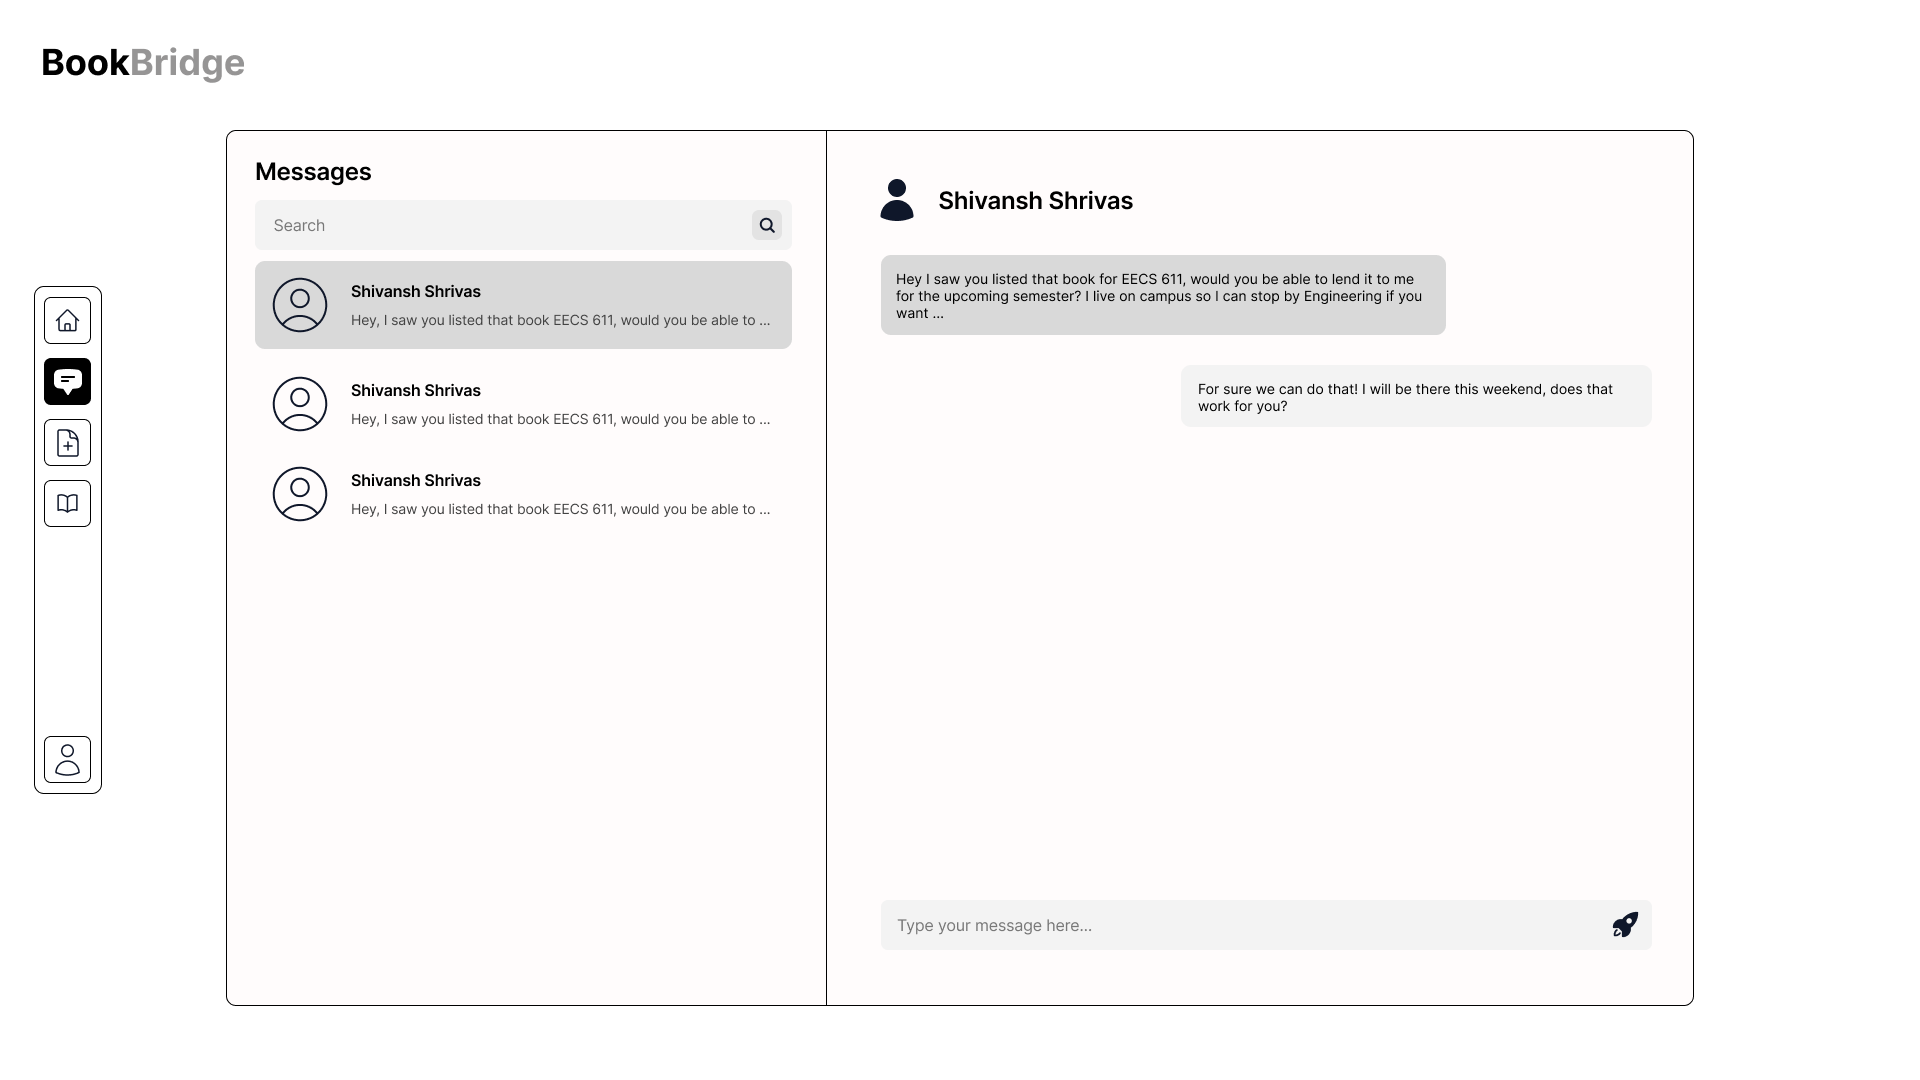 BookBridge
Messages
Search
Shivansh Shrivas
Hey, I saw you listed that book EECS 611, would you be able to ...
Shivansh Shrivas
Hey, I saw you listed that book EECS 611, would you be able to ...
Shivansh Shrivas
Hey, I saw you listed that book EECS 611, would you be able to ...
Shivansh Shrivas
Hey I saw you listed that book for EECS 611, would you be able to lend it to me
for the upcoming semester? I live on campus so I can stop by Engineering if you
want ...
For sure we can do that! I will be there this weekend, does that
work for you?
Type your message here...